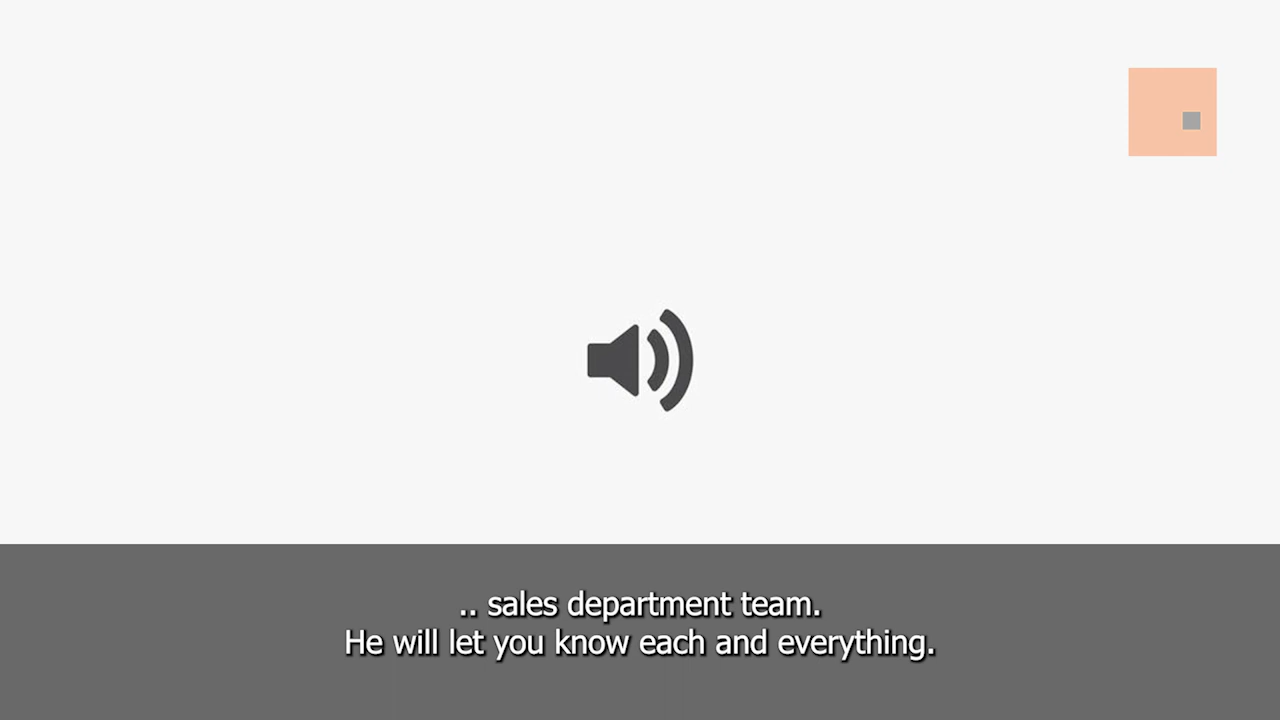 .. sales department team.
He will let you know each and everything.